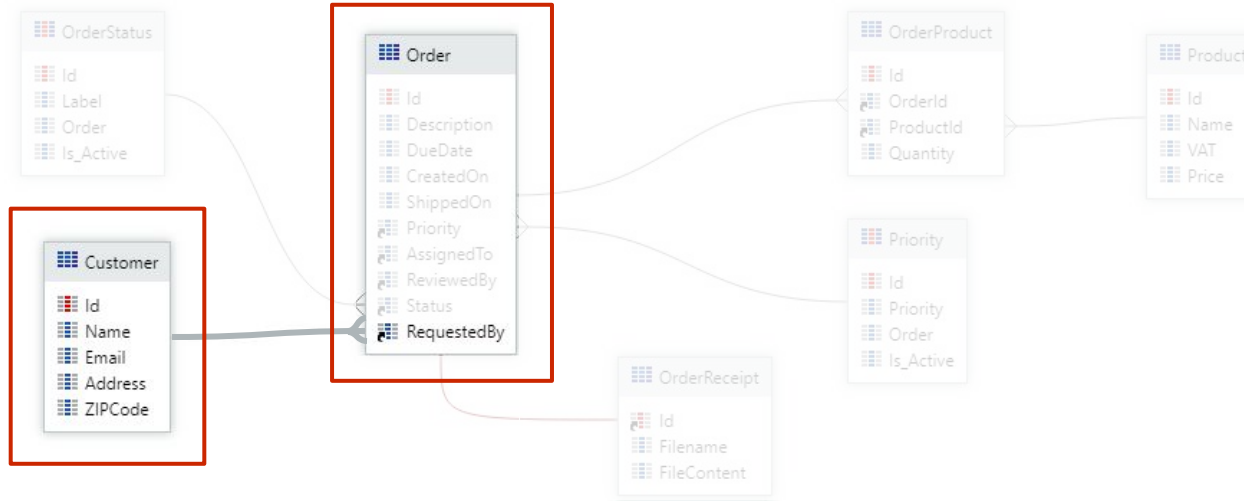 OrderStatus
Id
Label
Order
Is_Active
Customer
Id
Name
Email
Address
ZIPCode
Order
Id
Description
DueDate
CreatedOn
ShippedOn
Priority
AssignedTo
ReviewedBy
Status
RequestedBy
OrderReceipt
Id
Filename
FileContent
OrderProduct
Id
OrderId
ProductId
Quantity
Priority
Id
Priority
Order
Is_Active
Product
Id
Name
VAT
Price